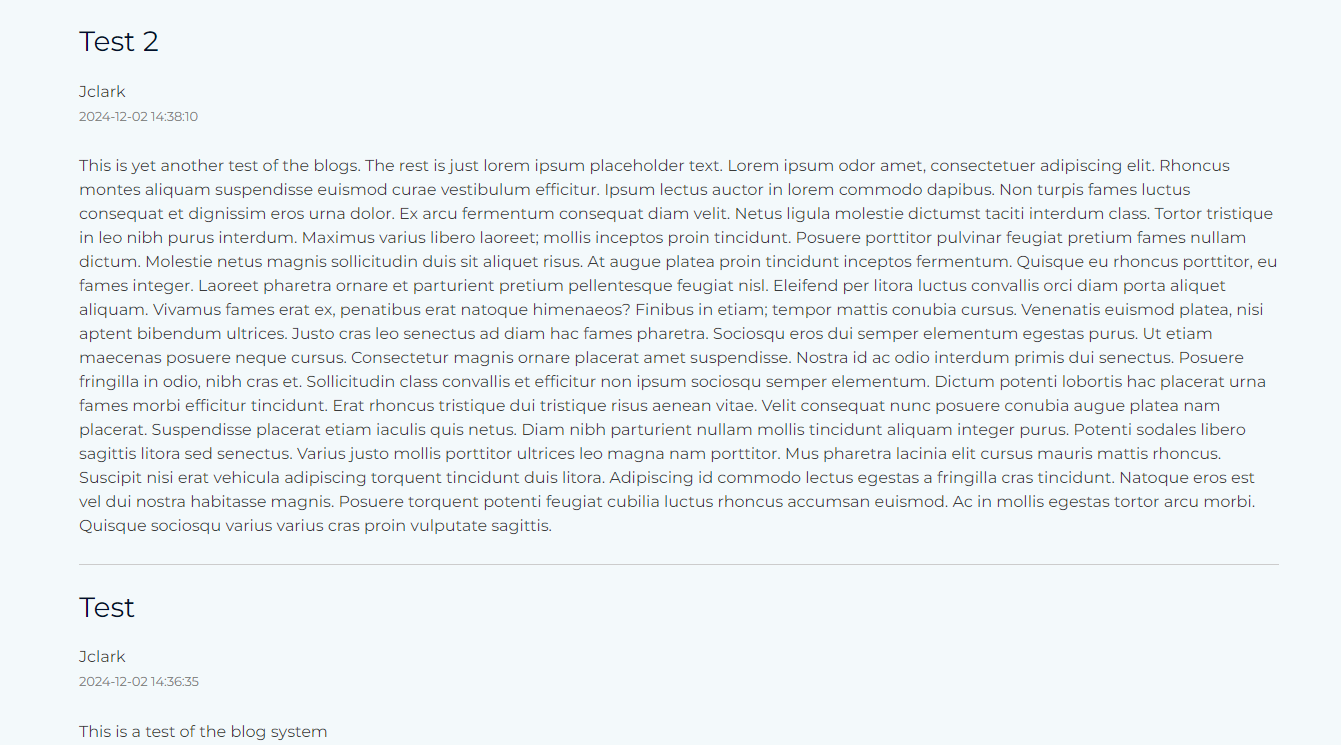 Test 2
Jclark
2024-12-02 14:38:10
This is yet another test of the blogs. The rest is just lorem ipsum placeholder text. Lorem ipsum odor amet, consectetuer adipiscing elit. Rhoncus
montes aliquam suspendisse euismod curae vestibulum efficitur. Ipsum lectus auctor in lorem commodo dapibus. Non turpis fames luctus
consequat et dignissim eros urna dolor. Ex arcu fermentum consequat diam velit. Netus ligula molestie dictumst taciti interdum class. Tortor tristique
in leo nibh purus interdum. Maximus varius libero laoreet; mollis inceptos proin tincidunt. Posuere porttitor pulvinar feugiat pretium fames nullam
dictum. Molestie netus magnis sollicitudin duis sit aliquet risus. At augue platea proin tincidunt inceptos fermentum. Quisque eu rhoncus porttitor, eu
fames integer. Laoreet pharetra ornare et parturient pretium pellentesque feugiat nisl. Eleifend per litora luctus convallis orci diam porta aliquet
aliquam. Vivamus fames erat ex, penatibus erat natoque himenaeos? Finibus in etiam; tempor mattis conubia cursus. Venenatis euismod platea, nisi
aptent bibendum ultrices. Justo cras leo senectus ad diam hac fames pharetra. Sociosqu eros dui semper elementum egestas purus. Ut etiam
maecenas posuere neque cursus. Consectetur magnis ornare placerat amet suspendisse. Nostra id ac odio interdum primis dui senectus. Posuere
fringilla in odio, nibh cras et. Sollicitudin class convallis et efficitur non ipsum sociosqu semper elementum. Dictum potenti lobortis hac placerat urna
fames morbi efficitur tincidunt. Erat rhoncus tristique dui tristique risus aenean vitae. Velit consequat nunc posuere conubia augue platea nam
placerat. Suspendisse placerat etiam iaculis quis netus. Diam nibh parturient nullam mollis tincidunt aliquam integer purus. Potenti sodales libero
sagittis litora sed senectus. Varius justo mollis porttitor ultrices leo magna nam porttitor. Mus pharetra lacinia elit cursus mauris mattis rhoncus.
Suscipit nisi erat vehicula adipiscing torquent tincidunt duis litora. Adipiscing id commodo lectus egestas a fringilla cras tincidunt. Natoque eros est
vel dui nostra habitasse magnis. Posuere torquent potenti feugiat cubilia luctus rhoncus accumsan euismod. Ac in mollis egestas tortor arcu morbi.
Quisque sociosqu varius varius cras proin vulputate sagittis.
Test
Jclark
2024-12-02 14:36:35
This is a test of the blog system